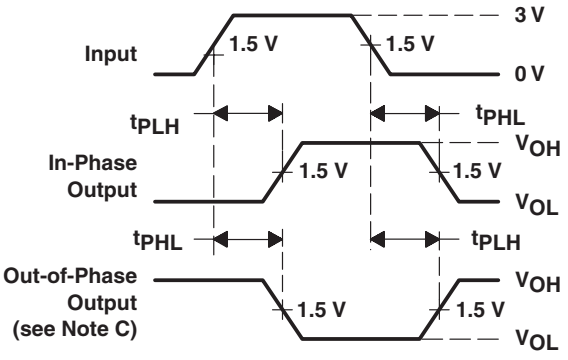 3 V
Input
1.5 V
1.5 V
0 V
tPLH
tPHL
VOH
In-Phase
Output
1.5 V
1.5 V
VOL
tPHL
tPLH
Out-of-Phase
Output
(see Note C)
VOH
1.5 V
1.5 V
VOL